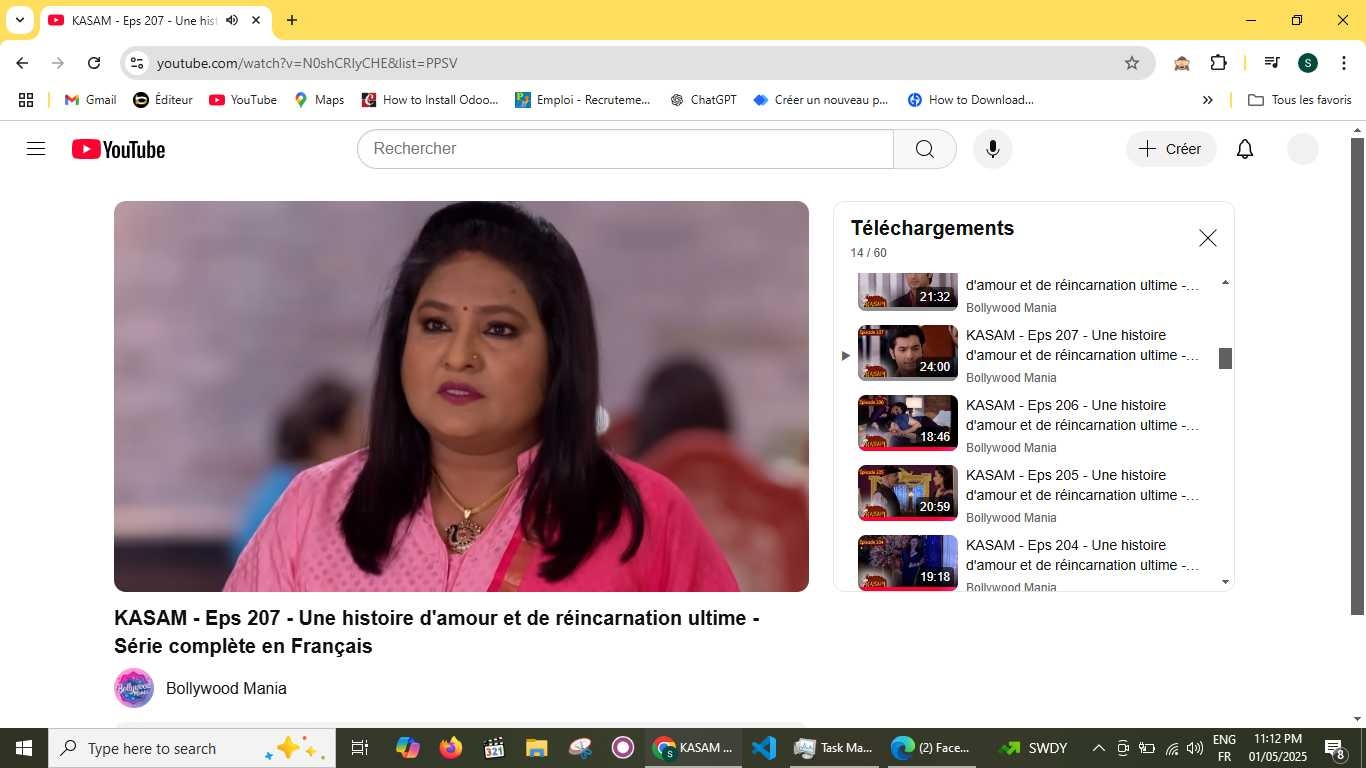 KASAM - Eps 207 - Une hist
youtube.com/watch?v=N0shCRIyCHE&list=PPSV
S
Gmail
Éditeur
YouTube
Maps
How to Install Odoo...
Emploi - Recruteme...
ChatGPT
Créer un nouveau p...
How to Download...
Tous les favoris
YouTube
Rechercher
Créer
Téléchargements
14 / 60
21:32
d'amour et de réincarnation ultime -...
Bollywood Mania
24:00
KASAM - Eps 207 - Une histoire
d'amour et de réincarnation ultime -...
Bollywood Mania
18:46
KASAM - Eps 206 - Une histoire
d'amour et de réincarnation ultime -...
Bollywood Mania
20:59
KASAM - Eps 205 - Une histoire
d'amour et de réincarnation ultime -...
Bollywood Mania
19:18
KASAM - Eps 204 - Une histoire
d'amour et de réincarnation ultime -...
Bollywood Mania
KASAM - Eps 207 - Une histoire d'amour et de réincarnation ultime -
Série complète en Français
Bollywood Mania
Type here to search
KASAM ...
Task Ma...
(2) Face...
SWDY
ENG
FR
11:12 PM
01/05/2025
8